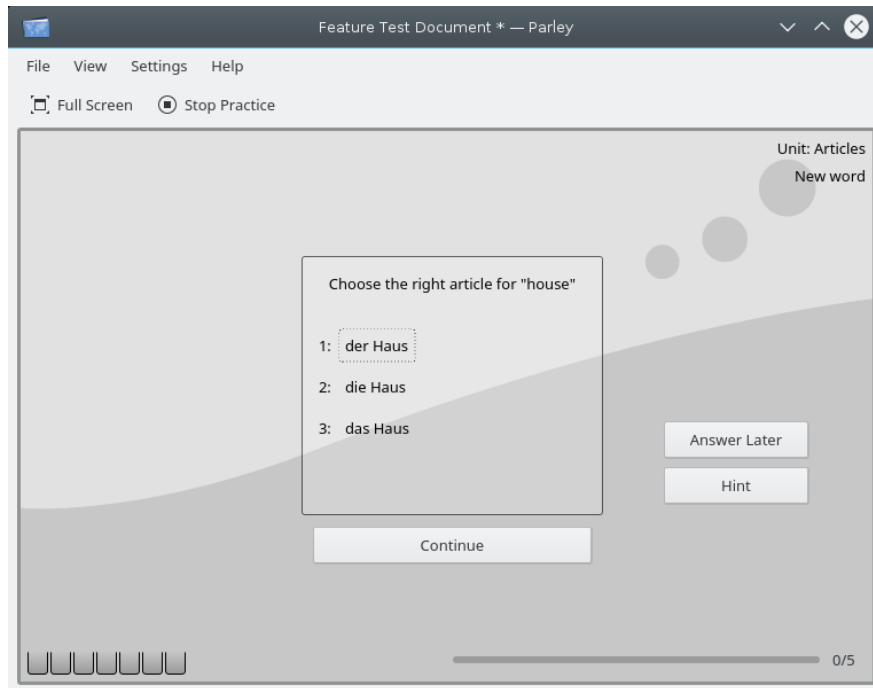 Feature Test Document * — Parley
File View Settings Help
Full Screen Stop Practice
Unit: Articles
New word
Choose the right article for "house"
1: der Haus
2: die Haus
3: das Haus
Answer Later
Hint
Continue
0/5